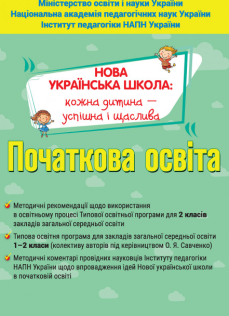 Міністерство освіти і науки України
Національна академія педагогічних наук України
Інститут педагогіки НАПН України
НОВА
УКРАЇНСЬКА ШКОЛА:
кожна дитина —
успішна і щаслива
Початкова освіта
Методичні рекомендації щодо використання
в освітньому процесі Типової освітньої програми для 2 класів
закладів загальної середньої освіти
Типова освітня програма для закладів загальної середньої освіти
1–2 класи (колективу авторів під керівництвом О. Я. Савченко)
Методичні коментарі провідних науковців Інституту педагогіки
НАПН України щодо впровадження ідей Нової української школи
в початковій освіті